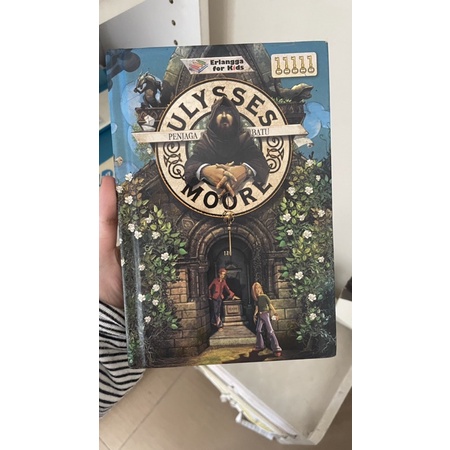 Erlangga
for Kids
ULYSSES
PENJAGA BATU
MOORE